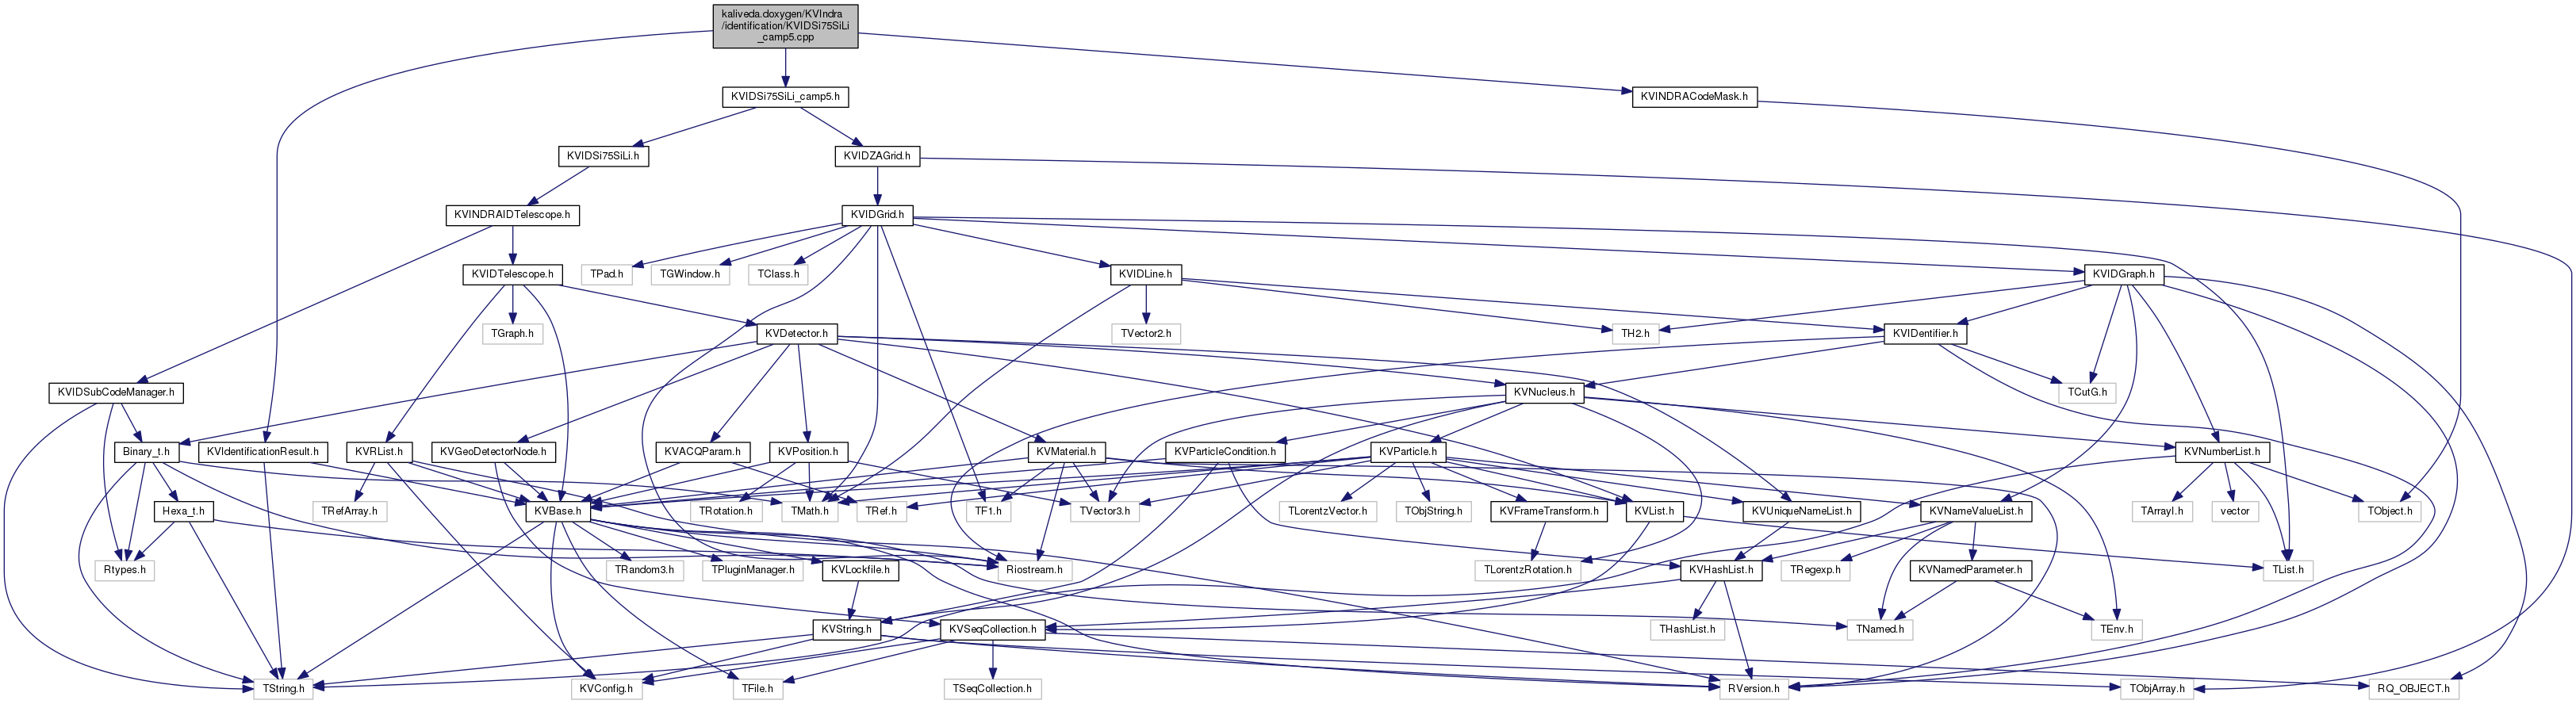 kaliveda.doxygen/KVIndra
/identification/KVIDSi75SiLi
_camp5.cpp
KVIDSi75SiLi_camp5.h
KVINDRACodeMask.h
KVIDSi75SiLi.h
KVIDZAGrid.h
KVINDRAIDTelescope.h
KVIDGrid.h
KVIDTelescope.h
TPad.h
TGWindow.h
TClass.h
KVIDLine.h
KVIDGraph.h
TGraph.h
KVDetector.h
TVector2.h
TH2.h
KVIDentifier.h
KVIDSubCodeManager.h
KVNucleus.h
TCutG.h
Binary_t.h
KVIdentificationResult.h
KVRList.h
KVGeoDetectorNode.h
KVACQParam.h
KVPosition.h
KVMaterial.h
KVParticleCondition.h
KVParticle.h
KVNumberList.h
Hexa_t.h
TRefArray.h
KVBase.h
TRotation.h
TMath.h
TRef.h
TF1.h
TVector3.h
TLorentzVector.h
TObjString.h
KVFrameTransform.h
KVList.h
KVUniqueNameList.h
KVNameValueList.h
TArrayI.h
vector
TObject.h
Rtypes.h
TRandom3.h
TPluginManager.h
KVLockfile.h
Riostream.h
TLorentzRotation.h
KVHashList.h
TRegexp.h
KVNamedParameter.h
TList.h
KVString.h
KVSeqCollection.h
THashList.h
TNamed.h
TEnv.h
TString.h
KVConfig.h
TFile.h
TSeqCollection.h
RVersion.h
TObjArray.h
RQ_OBJECT.h